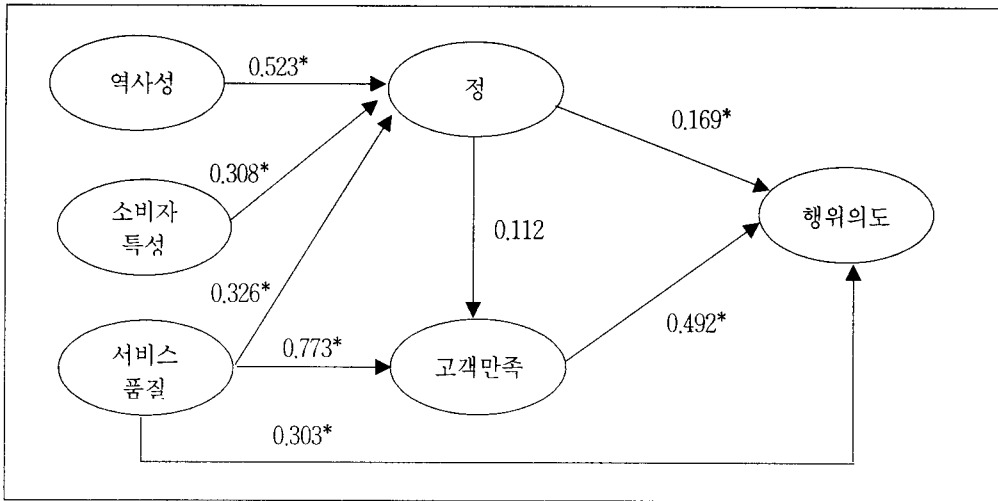 역사성
0.523*
정
0.169*
0.308*
소비자
특성
행위의도
0.112
0.326*
서비스
품질
0.773*
고객만족
0.492*
0.303*